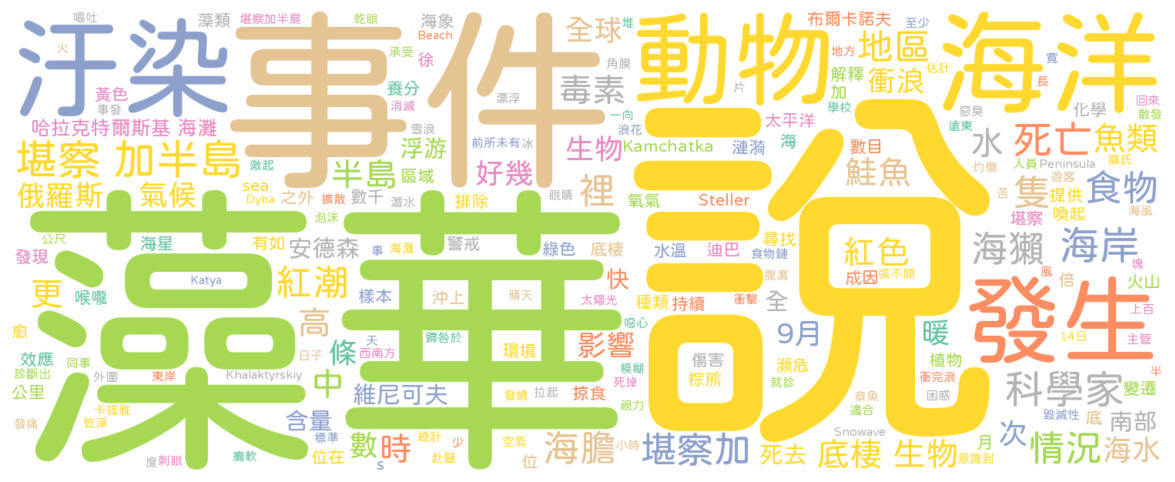 嘔吐 藻類 堪察加半島 乾眼 海象 全球 布爾卡諾夫 至少 寬
汙染 事件 動物 海洋
火 承受 Beach 徐 角膜 地方 地區 估計 長
黃色 事發 養分 消滅 漂浮 毒素 片 解釋 加 衝浪 學校 惡臭 化學 回來 散發
哈拉克特爾斯基 海灘 雪浪 前所未有 冰 一向 浪花 太平洋 遠東 死亡 魚類
堪察 加半島 激起 浮游 生物 Kamchatka 漣漪 海 數目 水 人員 Peninsula 攝氏
俄羅斯 氣候 sea Dyba 之外 擴散 半島 區域 數千 好幾 潛水 排除 眼睛 裡 氧氣 Steller 鮭魚 灼傷 隻 遊客 提供 苦 食物
藻華 說
發現 公尺 海星 有如 泡沫 安德森 事 海灘 警戒 綠色 底棲 水溫 迪巴 食物鏈 尋找 紅色 堪察 喚起 海風 海獺 海岸
更 喉嚨 Katya 紅潮 樣本 沖上 晴天 快 太陽光 種類 持續 腹瀉 衝擊 成因 張不開 全 風 倍 塊 火山 上百
愈 高 天 歸咎於 噁心 9月 暖 發生 14日 主管
效應 同事 日子 條 西南方 環境 影響 模糊 傷害 瀕危 植物
診斷出 外圍 東岸 Khalaktyrskiy 中 維尼可夫 發燒 拉起 死掉 掠食 棕熊 就診 衝完浪 科學家 半 變遷
公里 卡提雅 乾淨 含量 視力 章魚 適合 困惑 毀滅性 底 南部
發痛 標準 數 時 總計 少 空氣 海膽 小時 堪察加 Snowave 次 情況 海水
度 刺眼 癱軟 位在 s 赴醫 位 死去 底棲 生物 意識到 月